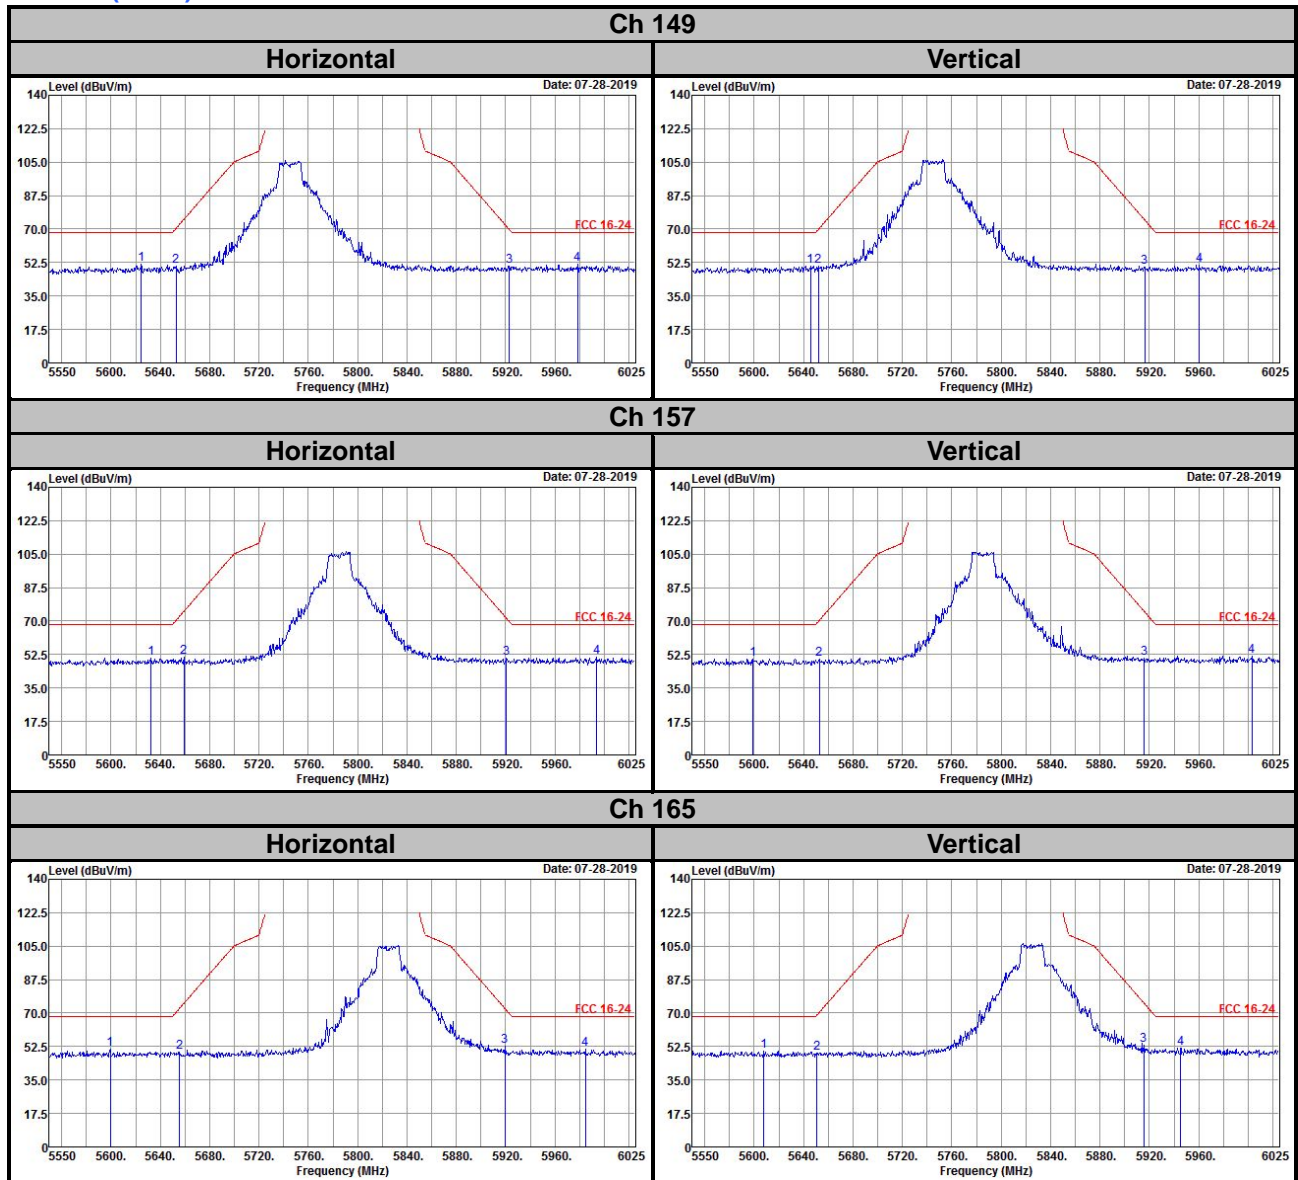 Ch 149
Horizontal Vertical
Level (dBuV/m) Date: 07-28-2019 Level (dBuV/m) Date: 07-28-2019
140 140
122.5 122.5
105.0 105.0
87.5 87.5
70.0 FCC 16-24 70.0 FCC 16-24
52.5 1 2 3 4 52.5 1 2 3 4
35.0 35.0
17.5 17.5
0 0
5550 5600. 5640. 5680. 5720. 5760. 5800. 5840. 5880. 5920. 5960. 6025 5550 5600. 5640. 5680. 5720. 5760. 5800. 5840. 5880. 5920. 5960. 6025
Frequency (MHz) Frequency (MHz)
Ch 157
Horizontal Vertical
Level (dBuV/m) Date: 07-28-2019 Level (dBuV/m) Date: 07-28-2019
140 140
122.5 122.5
105.0 105.0
87.5 87.5
70.0 FCC 16-24 70.0 FCC 16-24
52.5 1 2 3 4 52.5 1 2 3 4
35.0 35.0
17.5 17.5
0 0
5550 5600. 5640. 5680. 5720. 5760. 5800. 5840. 5880. 5920. 5960. 6025 5550 5600. 5640. 5680. 5720. 5760. 5800. 5840. 5880. 5920. 5960. 6025
Frequency (MHz) Frequency (MHz)
Ch 165
Horizontal Vertical
Level (dBuV/m) Date: 07-28-2019 Level (dBuV/m) Date: 07-28-2019
140 140
122.5 122.5
105.0 105.0
87.5 87.5
70.0 FCC 16-24 70.0 FCC 16-24
52.5 1 2 3 4 52.5 1 2 3 4
35.0 35.0
17.5 17.5
0 0
5550 5600. 5640. 5680. 5720. 5760. 5800. 5840. 5880. 5920. 5960. 6025 5550 5600. 5640. 5680. 5720. 5760. 5800. 5840. 5880. 5920. 5960. 6025
Frequency (MHz) Frequency (MHz)